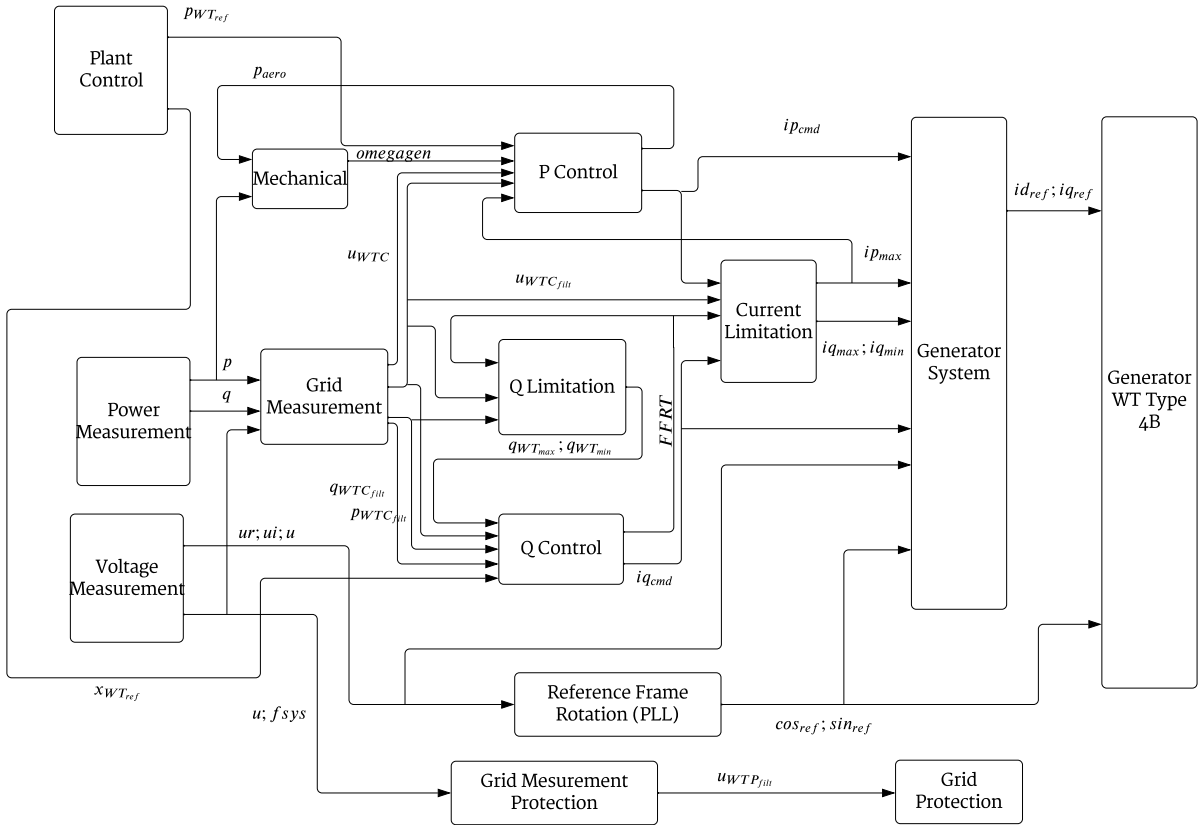 p_{WT_{ref}}
Plant
Control
p_{aero}
ip_{cmd}
omegagen
Mechanical
P Control
id_{ref}; iq_{ref}
u_{WTC}
ip_{max}
u_{WTC_{filt}}
Current
Limitation
iq_{max}; iq_{min}
Generator
System
p
Grid
Measurement
Q Limitation
Generator
WT Type
4B
q
Power
Measurement
FFRT
q_{WT_{max}}; q_{WT_{min}}
q_{WTC_{filt}}
p_{WTC_{filt}}
ur; ui; u
Q Control
Voltage
Measurement
iq_{cmd}
x_{WT_{ref}}
u; fsys
Reference Frame
Rotation (PLL)
cos_{ref}; sin_{ref}
Grid Mesurement
Protection
u_{WTP_{filt}}
Grid
Protection